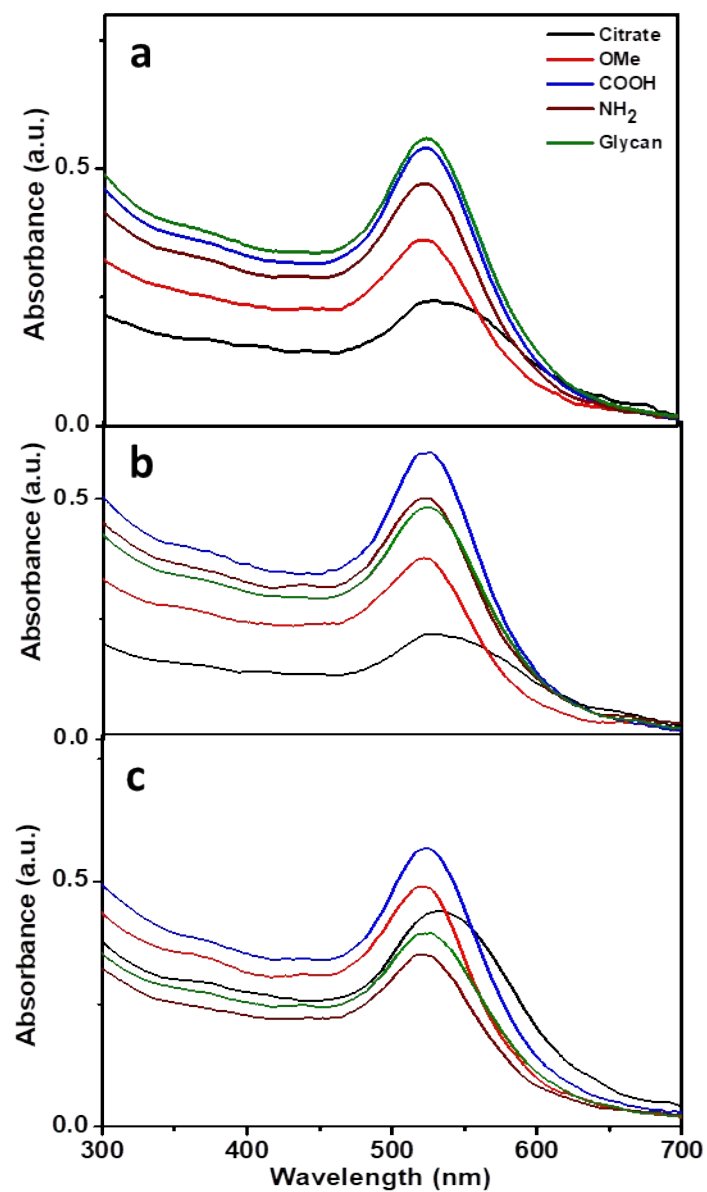 a
Citrate
OMe
COOH
NH2
Glycan
0.5
0.0
Absorbance (a.u.)
b
0.5
0.0
Absorbance (a.u.)
c
0.5
0.0
Absorbance (a.u.)
300 400 500 600 700
Wavelength (nm)